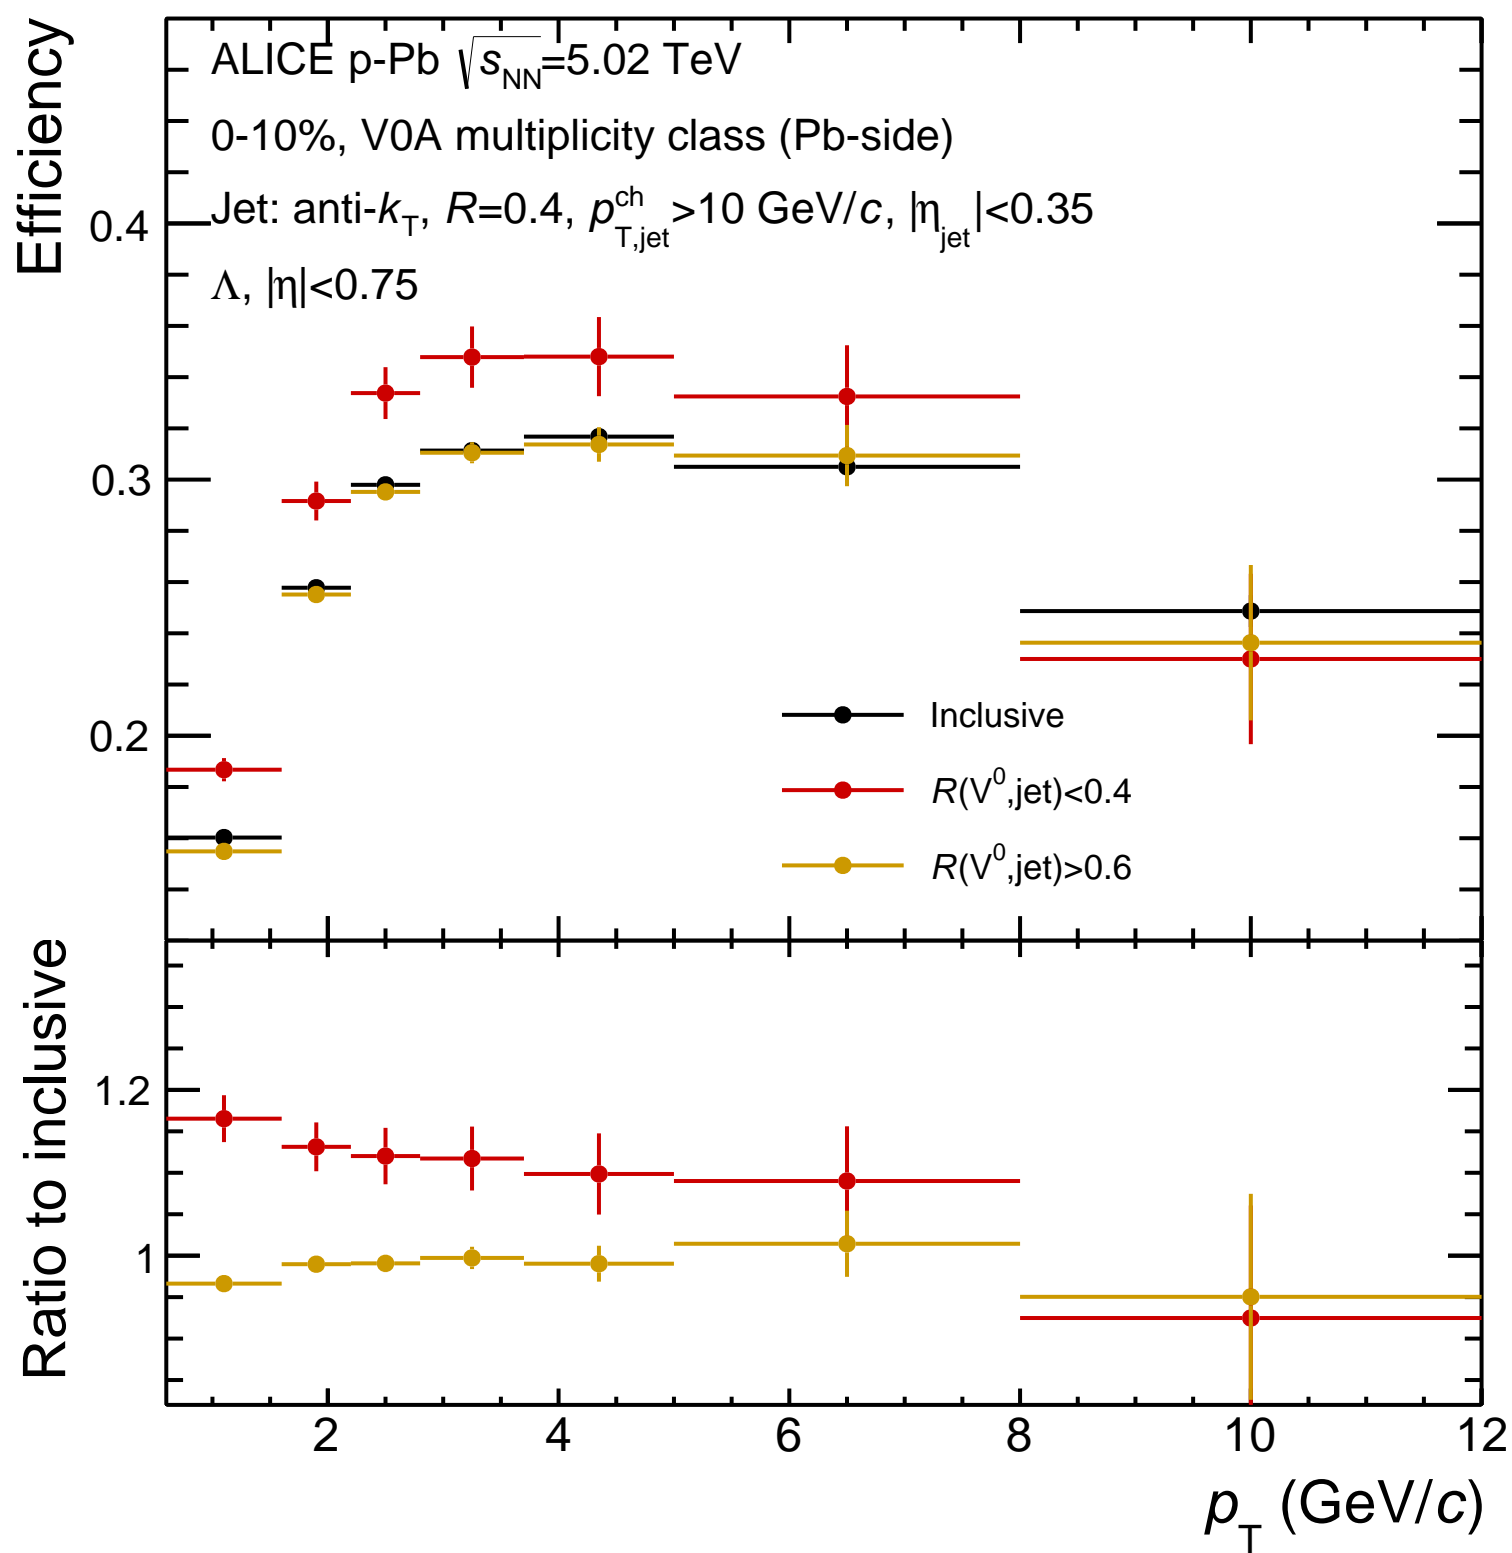 Efficiency
ALICE p-Pb √sNN=5.02 TeV
0-10%, V0A multiplicity class (Pb-side)
Jet: anti-kT, R=0.4, pchT,jet>10 GeV/c, |ηjet|<0.35
Λ, |η|<0.75
0.4
0.3
0.2
Inclusive
R(V0,jet)<0.4
R(V0,jet)>0.6
Ratio to inclusive
1.2
1
2 4 6 8 10 12
pT (GeV/c)